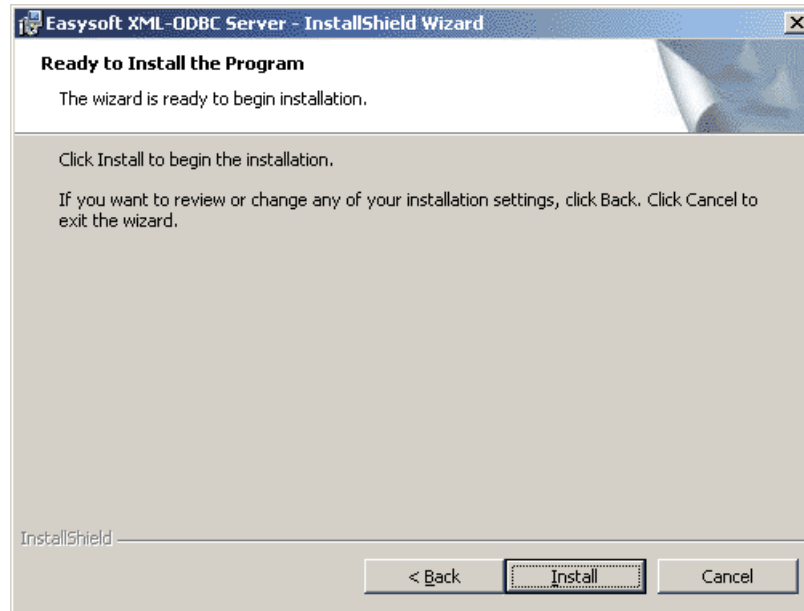 Easysoft XML-ODBC Server - InstallShield Wizard
Ready to Install the Program
The wizard is ready to begin installation.
Click Install to begin the installation.
If you want to review or change any of your installation settings, click Back. Click Cancel to
exit the wizard.
InstallShield
< Back
Install
Cancel